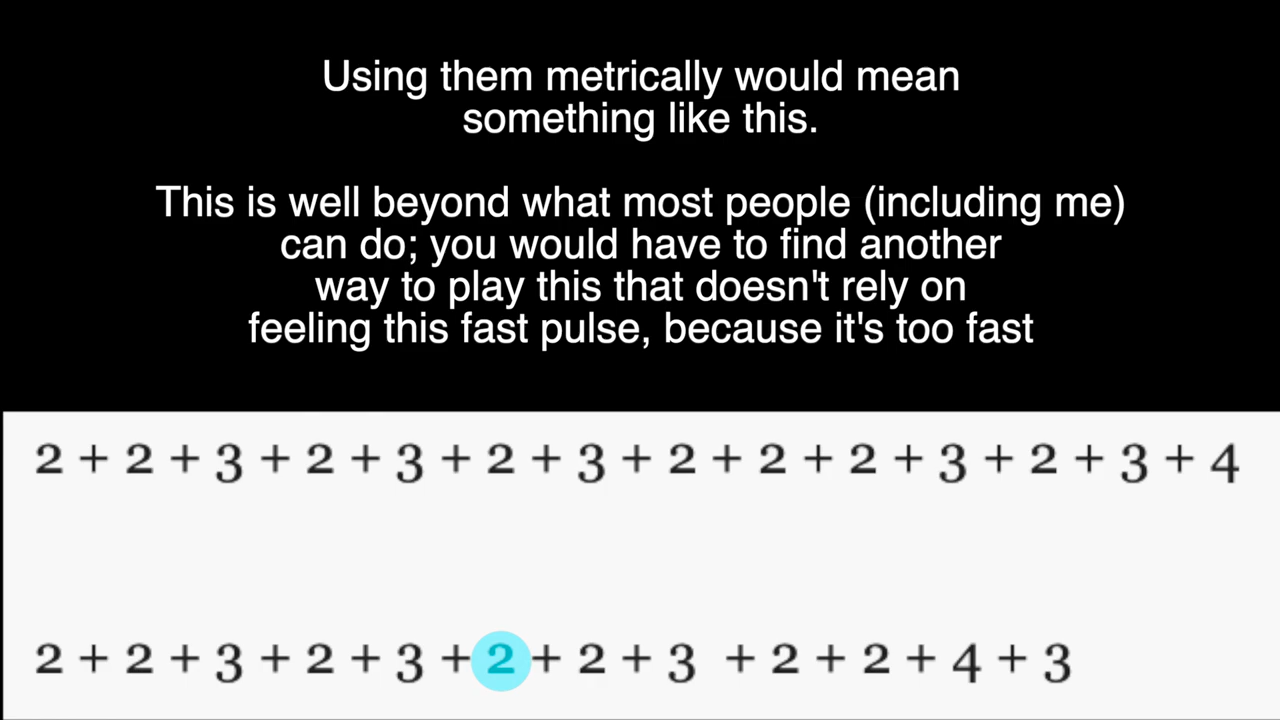 Using them metrically would mean
something like this.
This is well beyond what most people (including me)
can do; you would have to find another
way to play this that doesn't rely on
feeling this fast pulse, because it's too fast
2 + 2 + 3 + 2 + 3 + 2 + 3 + 2 + 2 + 2 + 3 + 2 + 3 + 4
2 + 2 + 3 + 2 + 3 + 2 + 2 + 3 + 2 + 2 + 4 + 3